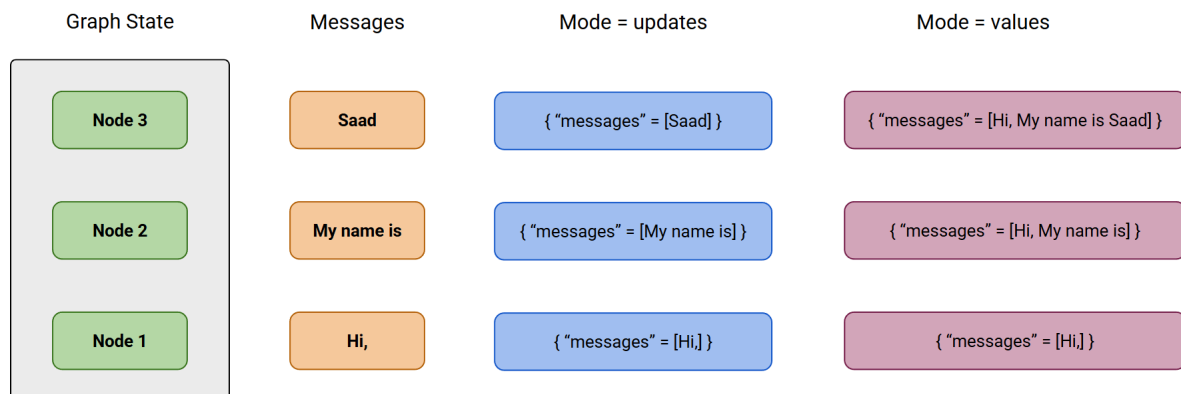 Graph State Messages Mode = updates Mode = values
Node 3 Saad { “messages” = [Saad] } { “messages” = [Hi, My name is Saad] }
Node 2 My name is { “messages” = [My name is] } { “messages” = [Hi, My name is] }
Node 1 Hi, { “messages” = [Hi,] } { “messages” = [Hi,] }